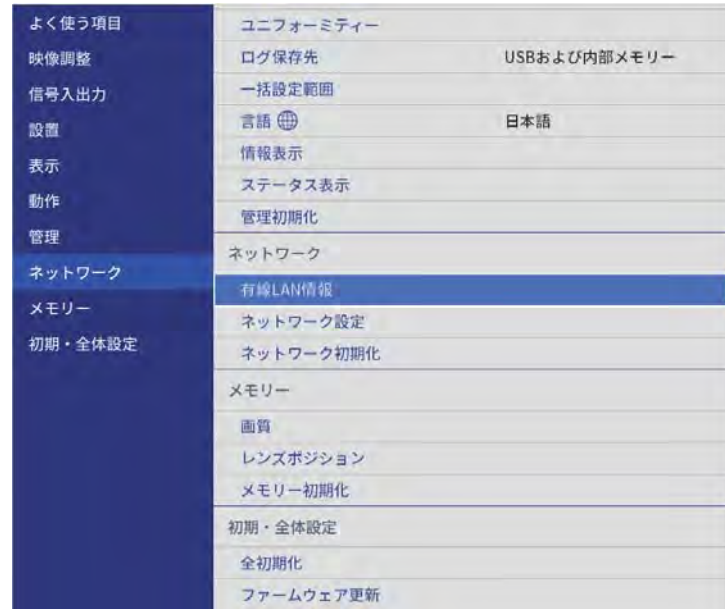 よく使う項目
映像調整
信号入出力
設置
表示
動作
管理
ネットワーク
メモリー
初期・全体設定
ユニフォーミティー
ログ保存先 USBおよび内部メモリー
一括設定範囲
言語 日本語
情報表示
ステータス表示
管理初期化
ネットワーク
有線LAN情報
ネットワーク設定
ネットワーク初期化
メモリー
画質
レンズポジション
メモリー初期化
初期・全体設定
全初期化
ファームウェア更新